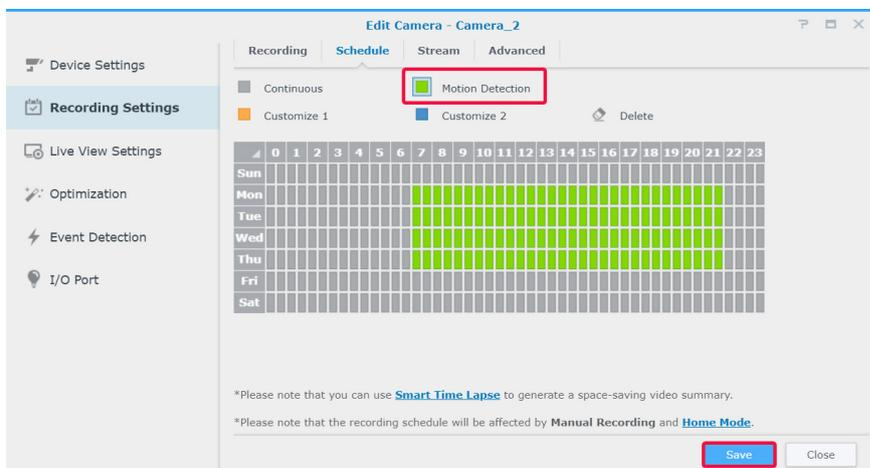 Edit Camera - Camera_2
Device Settings
Recording Settings
Live View Settings
Optimization
Event Detection
I/O Port
Recording Schedule Stream Advanced
Continuous Motion Detection
Customize 1 Customize 2 Delete
0 1 2 3 4 5 6 7 8 9 10 11 12 13 14 15 16 17 18 19 20 21 22 23
Sun
Mon
Tue
Wed
Thu
Fri
Sat
*Please note that you can use Smart Time Lapse to generate a space-saving video summary.
*Please note that the recording schedule will be affected by Manual Recording and Home Mode.
Save Close